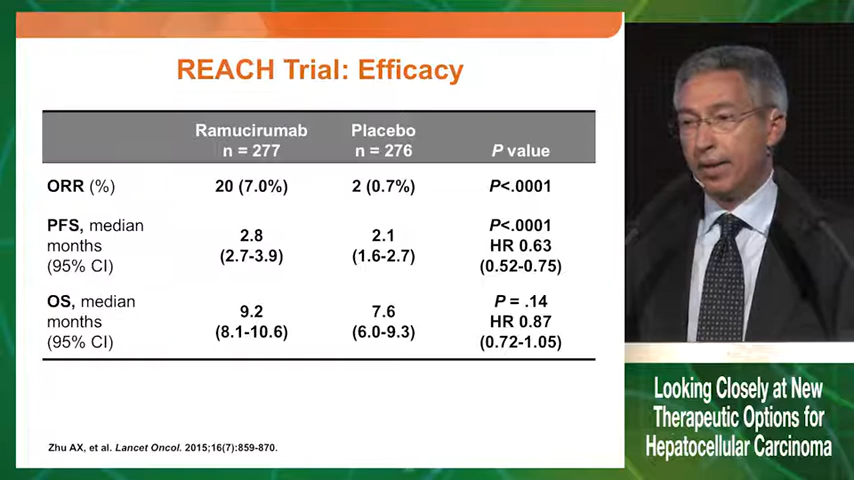 REACH Trial: Efficacy
Ramucirumab Placebo
n = 277 n = 276 P value
ORR (%) 20 (7.0%) 2 (0.7%) P<.0001
PFS, median months (95% CI) 2.8 (2.7-3.9) 2.1 (1.6-2.7) P<.0001 HR 0.63 (0.52-0.75)
OS, median months (95% CI) 9.2 (8.1-10.6) 7.6 (6.0-9.3) P = .14 HR 0.87 (0.72-1.05)
Zhu AX, et al. Lancet Oncol. 2015;16(7):859-870.
Looking Closely at New
Therapeutic Options for
Hepatocellular Carcinoma